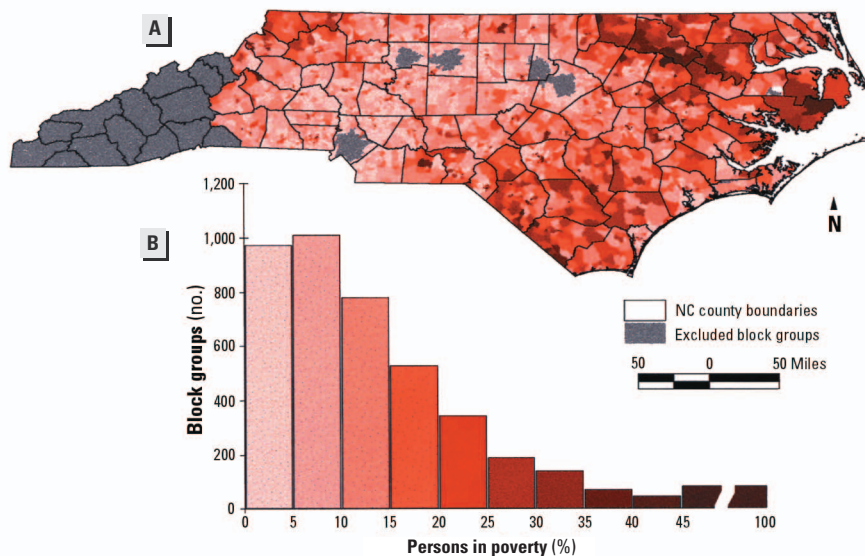 A
N
NC county boundaries
Excluded block groups
50 0 50 Miles
B
Block groups (no.)
1,200
1,000
800
600
400
200
0
0 5 10 15 20 25 30 35 40 45 100
Persons in poverty (%)